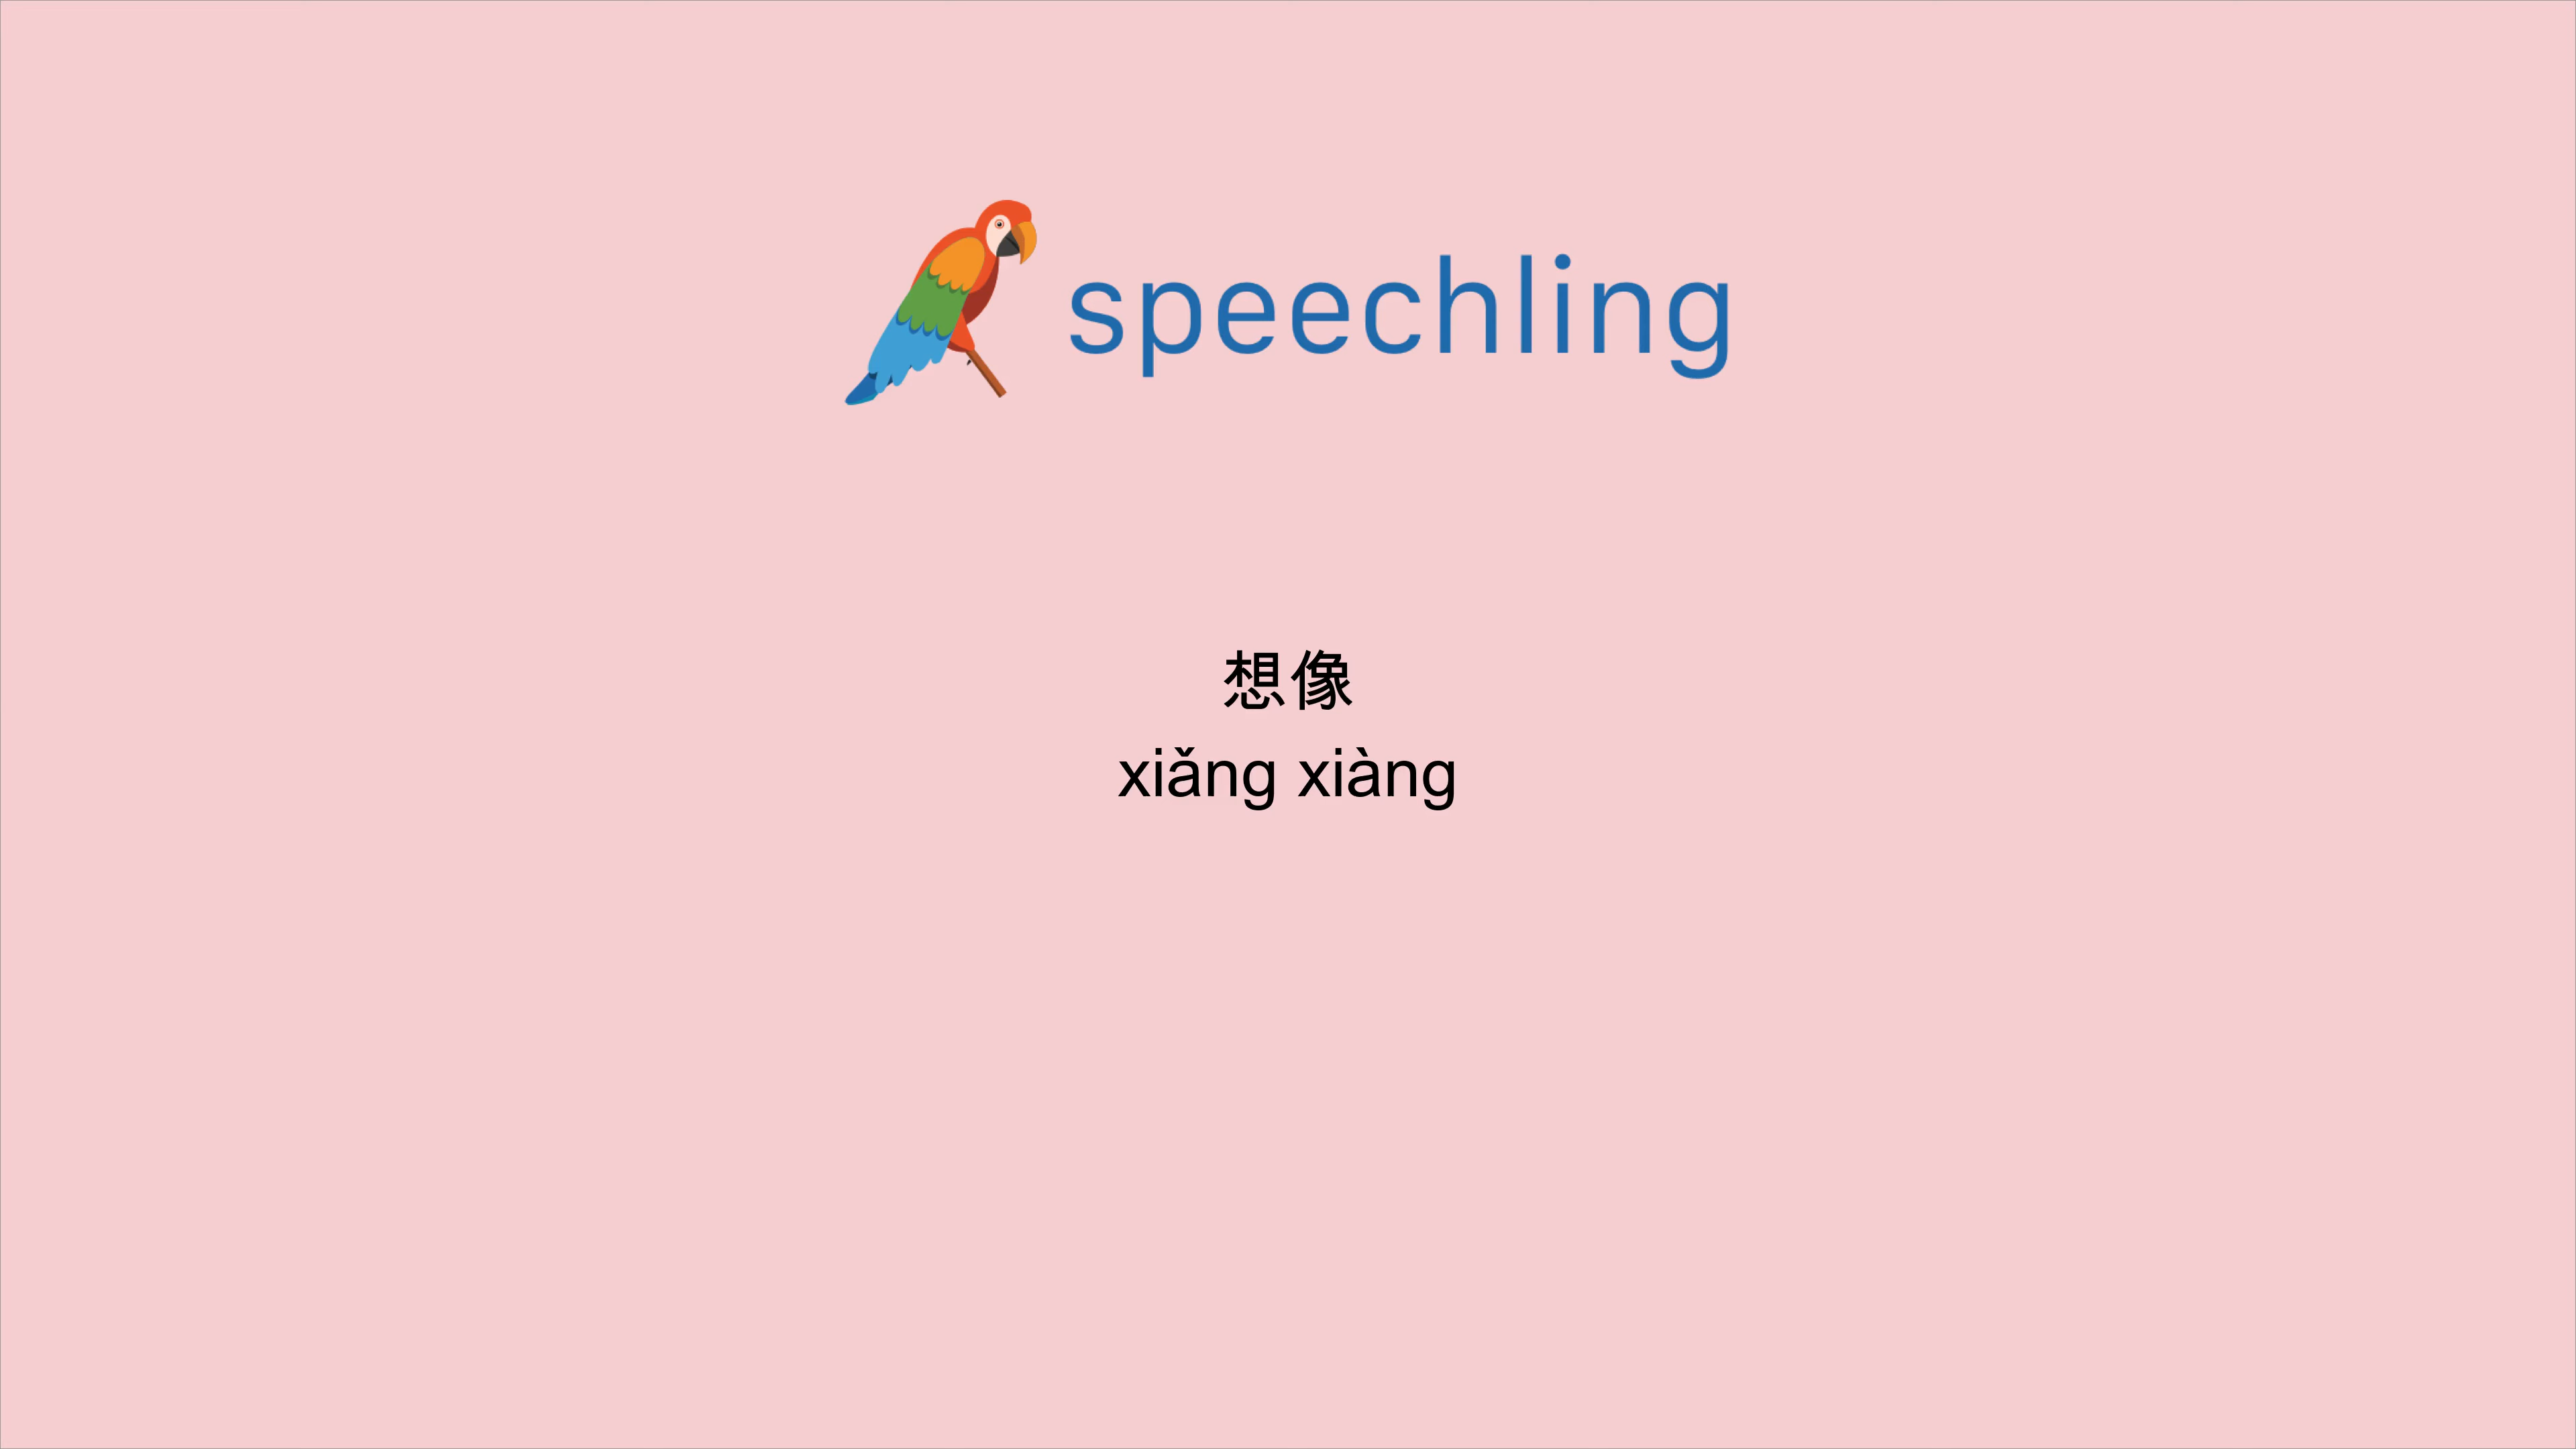 speechling
想像
xiǎng xiàng